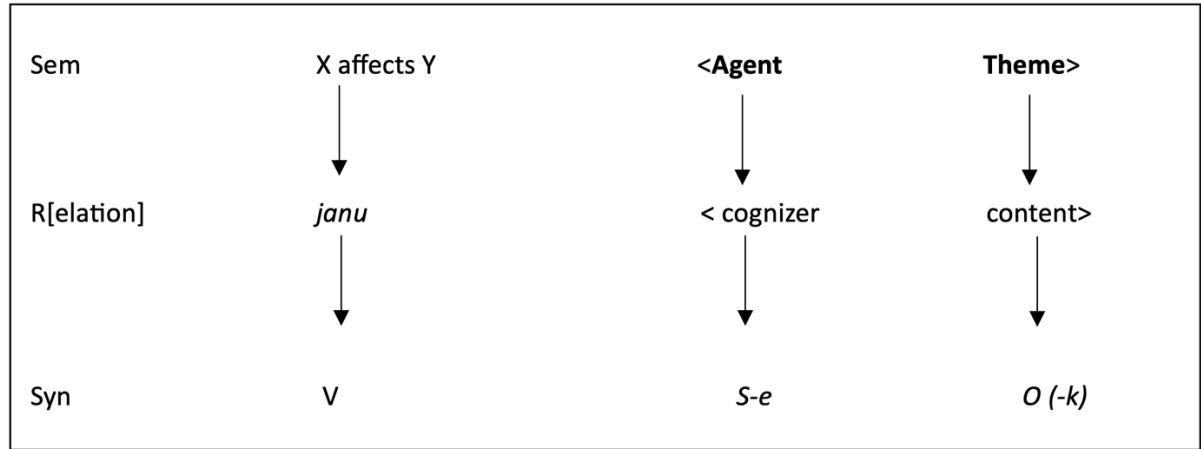 Sem X affects Y <Agent Theme>
R[elation] janu < cognizer content>
Syn V S-e O (-k)